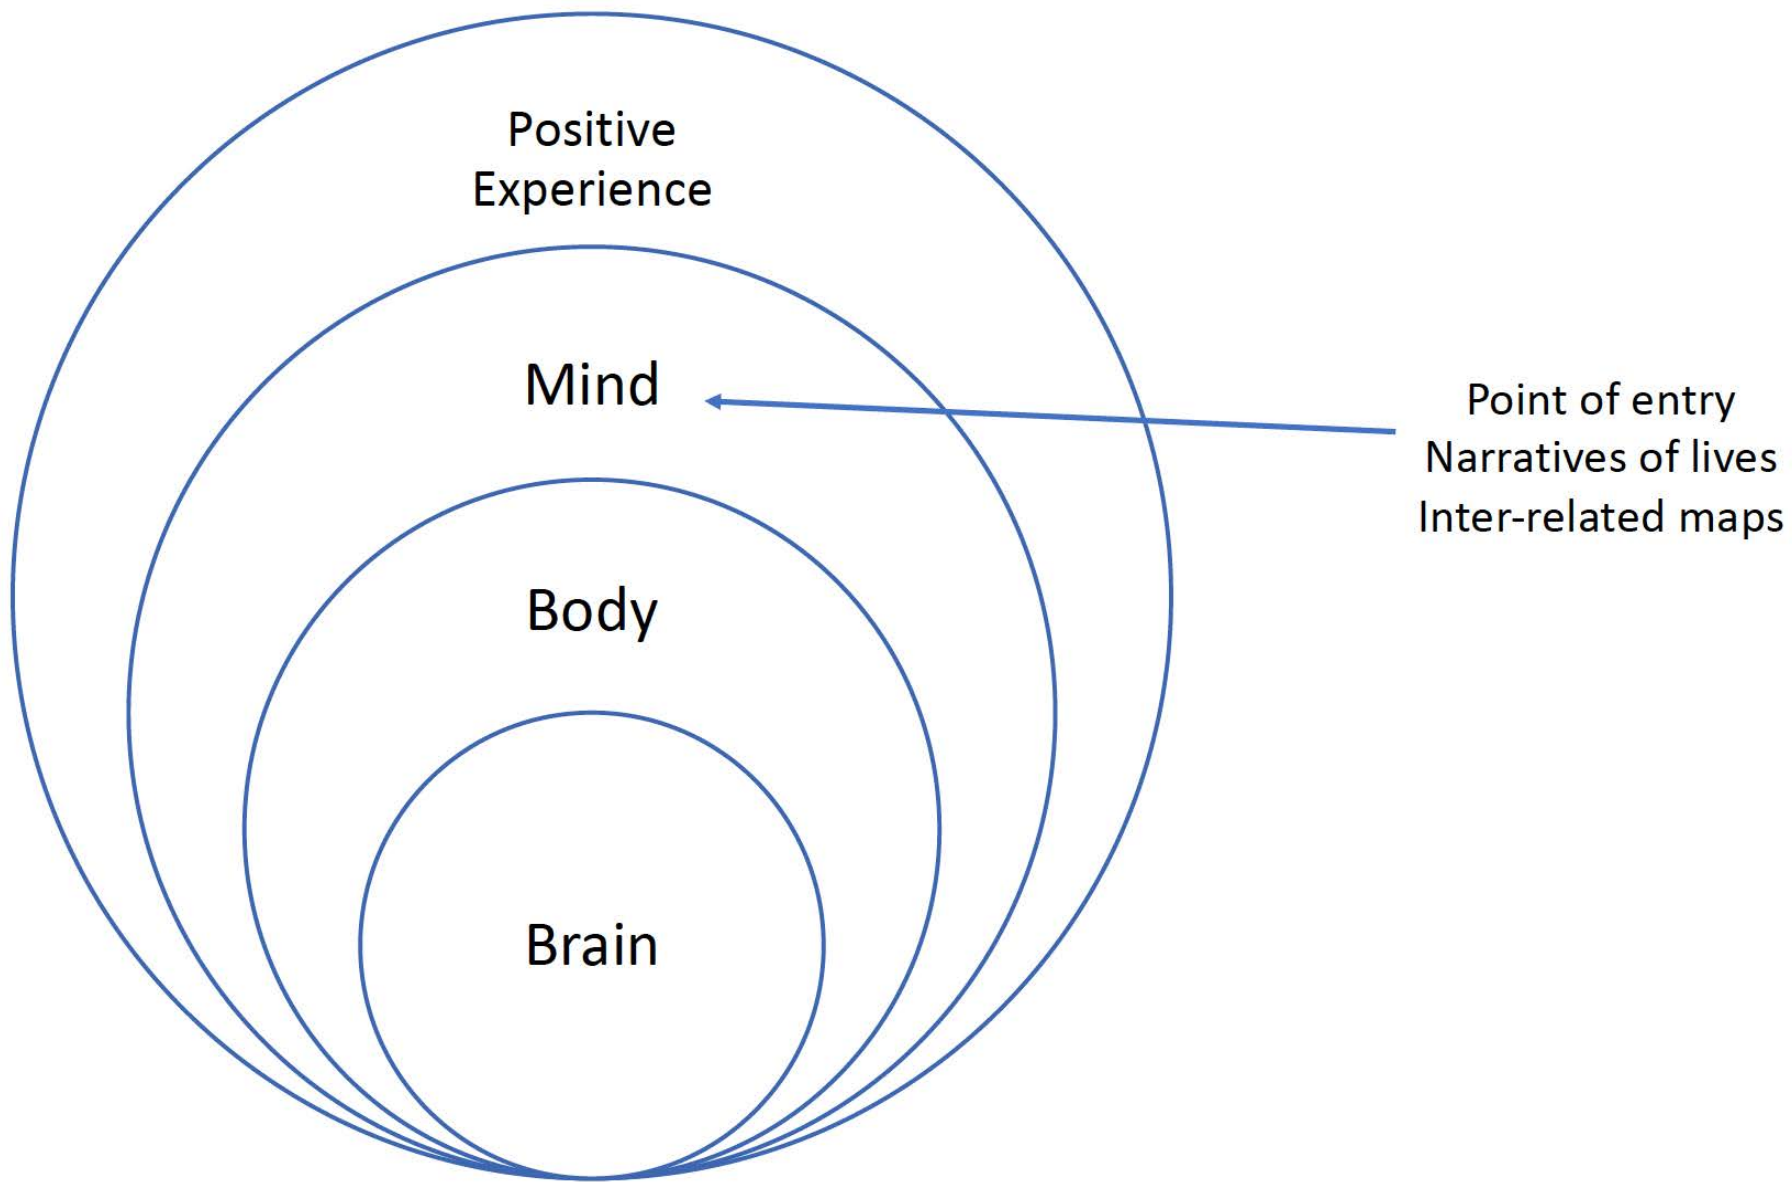 Positive
Experience
Mind
Point of entry
Narratives of lives
Inter-related maps
Body
Brain